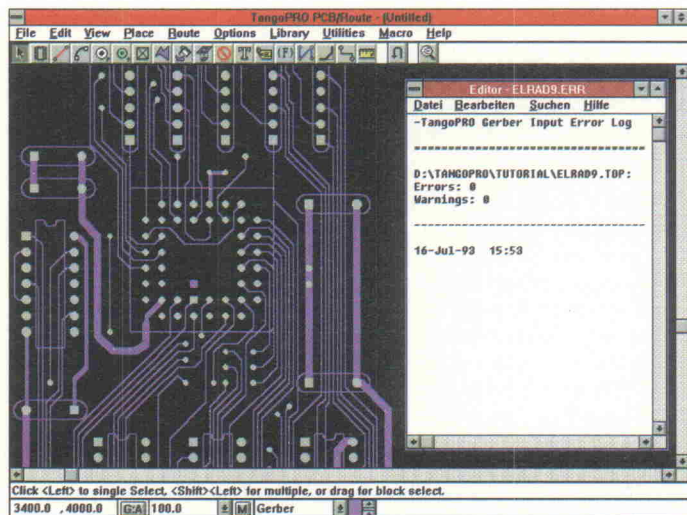 TangoPRO PCB/Route - (Untitled)
File Edit View Place Route Options Library Utilities Macro Help
T (F)
Editor - ELRAD9.ERR
Datei Bearbeiten Suchen Hilfe
-TangoPRO Gerber Input Error Log
-----------------------------------
D:\TANGOPRO\TUTORIAL\ELRAD9.TOP:
Errors: 0
Warnings: 0
-----------------------------------
16-Jul-93 15:53
Click <Left> to single Select, <Shift><Left> for multiple, or drag for block select.
3400.0 ,4000.0 G:A 100.0 M Gerber